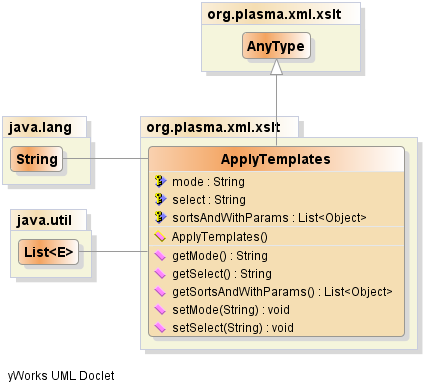 org.plasma.xml.xslt
AnyType
java.lang
String
org.plasma.xml.xslt
ApplyTemplates
mode : String
select : String
sortsAndWithParams : List<Object>
ApplyTemplates()
getMode() : String
getSelect() : String
getSortsAndWithParams() : List<Object>
setMode(String) : void
setSelect(String) : void
java.util
List<E>
yWorks UML Doclet